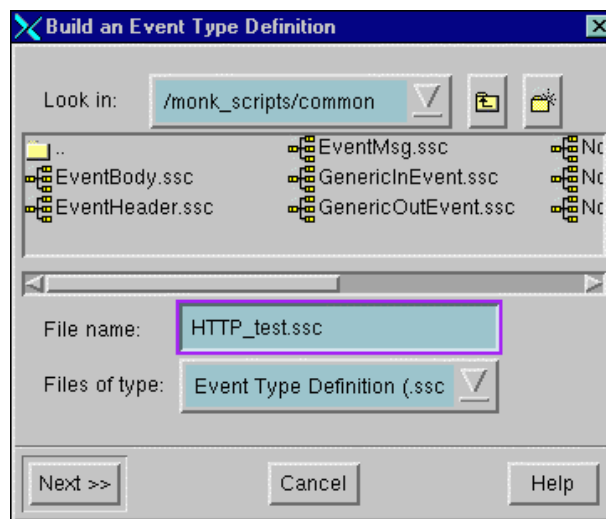 Build an Event Type Definition
Look in: /monk_scripts/common
.. EventMsg.ssc
EventBody.ssc GenericInEvent.ssc
EventHeader.ssc GenericOutEvent.ssc
File name: HTTP_test.ssc
Files of type: Event Type Definition (.ssc
Next >> Cancel Help